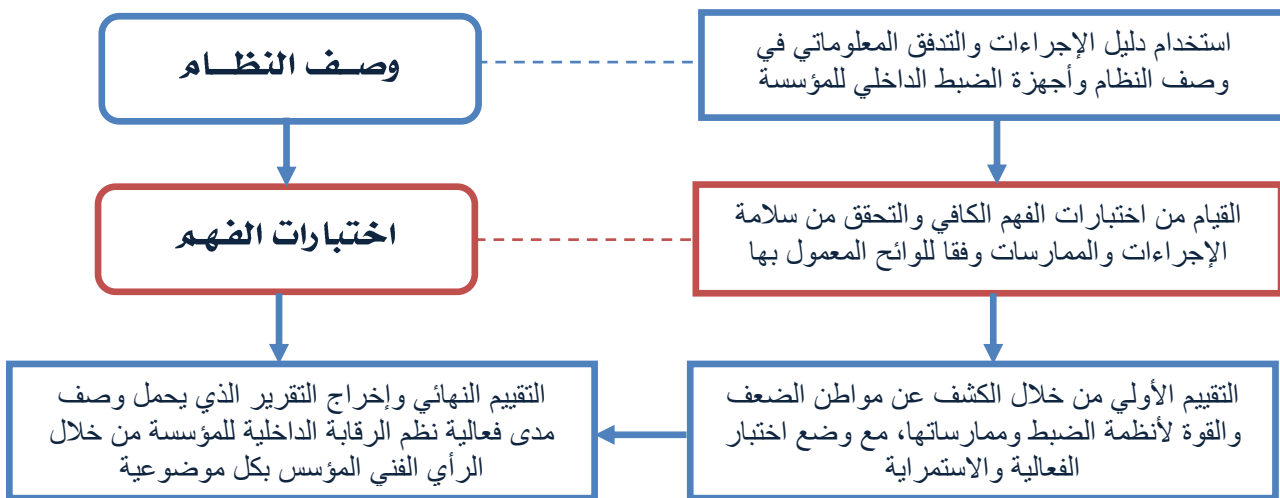 استخدام دليل الإجراءات والتدفق المعلوماتي في
وصف النظام وأجهزة الضبط الداخلي للمؤسسة
وصف النظام
القيام من اختبارات الفهم الكافي والتحقق من سلامة
الإجراءات والممارسات وفقا للوائح المعمول بها
اختبارات الفهم
التقييم الأولي من خلال الكشف عن مواطن الضعف
والقوة لأنظمة الضبط وممارساتها، مع وضع اختبار
الفعالية والاستمراية
التقييم النهائي وإخراج التقرير الذي يحمل وصف
مدى فعالية نظم الرقابة الداخلية للمؤسسة من خلال
الرأي الفني المؤسس بكل موضوعية